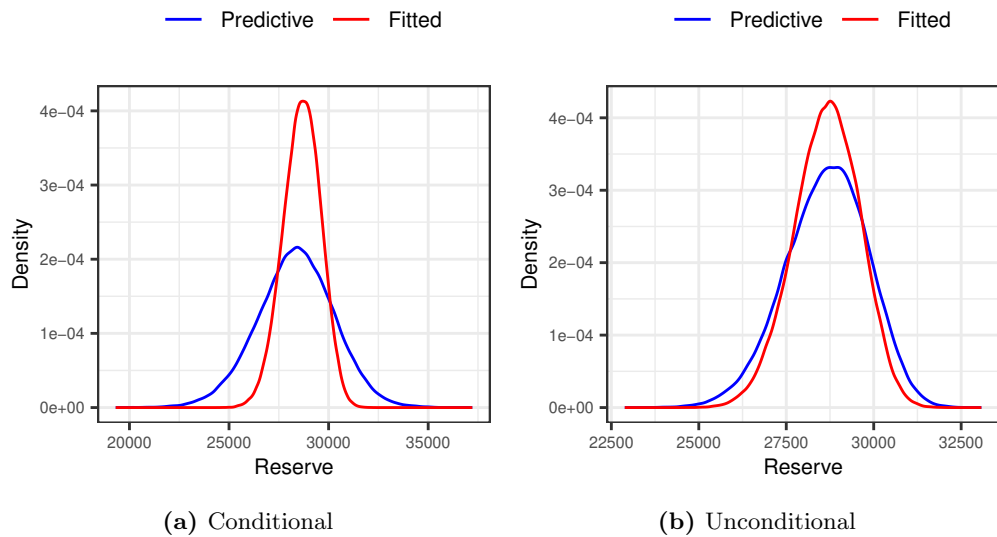 Predictive Fitted
4e−04
3e−04
2e−04
1e−04
0e+00
Density
20000 25000 30000 35000
Reserve
(a) Conditional
Predictive Fitted
4e−04
3e−04
2e−04
1e−04
0e+00
Density
22500 25000 27500 30000 32500
Reserve
(b) Unconditional